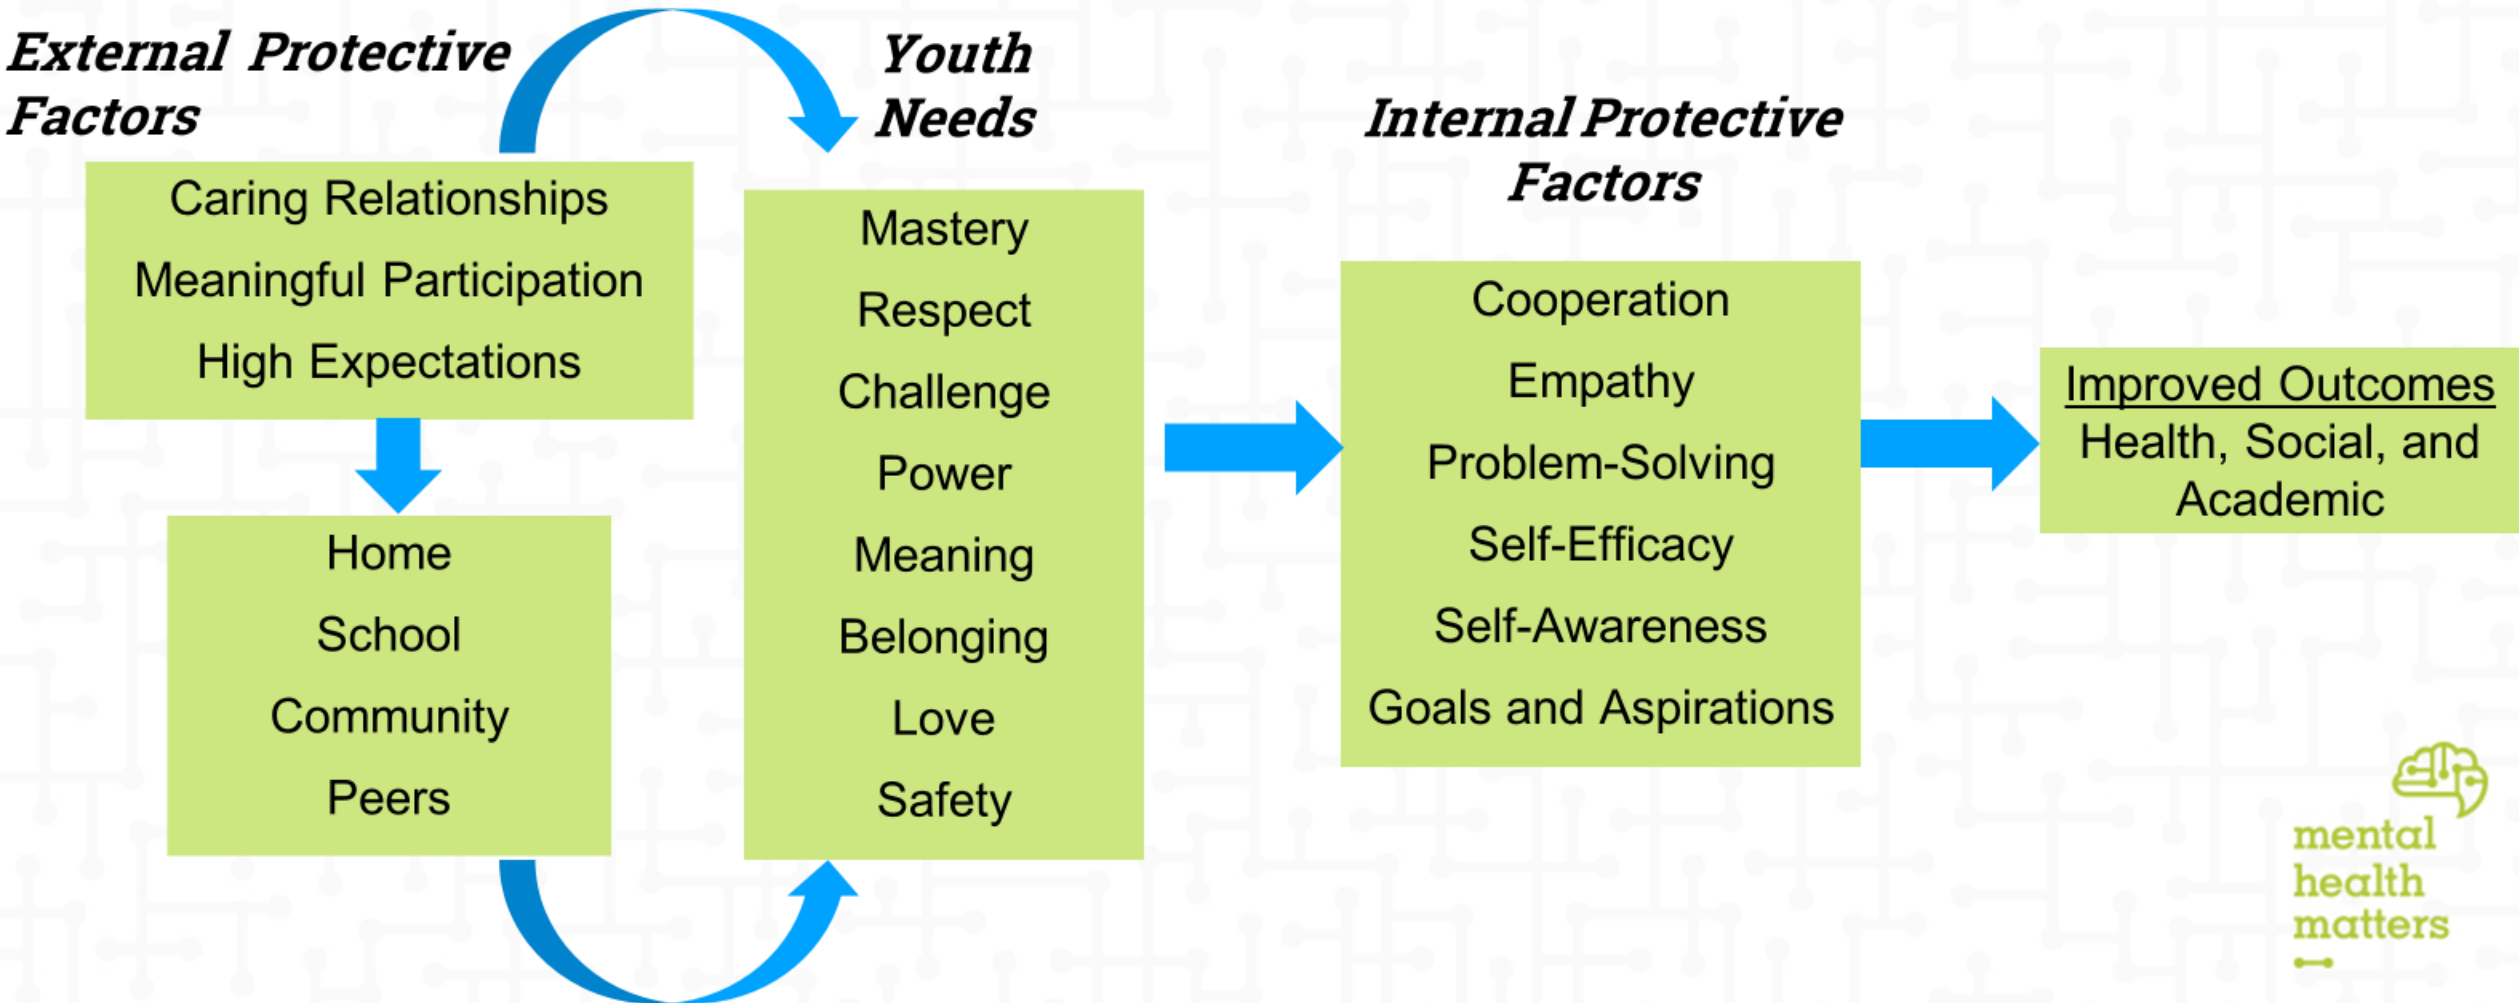 External Protective
Factors
Caring Relationships
Meaningful Participation
High Expectations
Home
School
Community
Peers
Youth
Needs
Mastery
Respect
Challenge
Power
Meaning
Belonging
Love
Safety
Internal Protective
Factors
Cooperation
Empathy
Problem-Solving
Self-Efficacy
Self-Awareness
Goals and Aspirations
Improved Outcomes
Health, Social, and
Academic
mental
health
matters